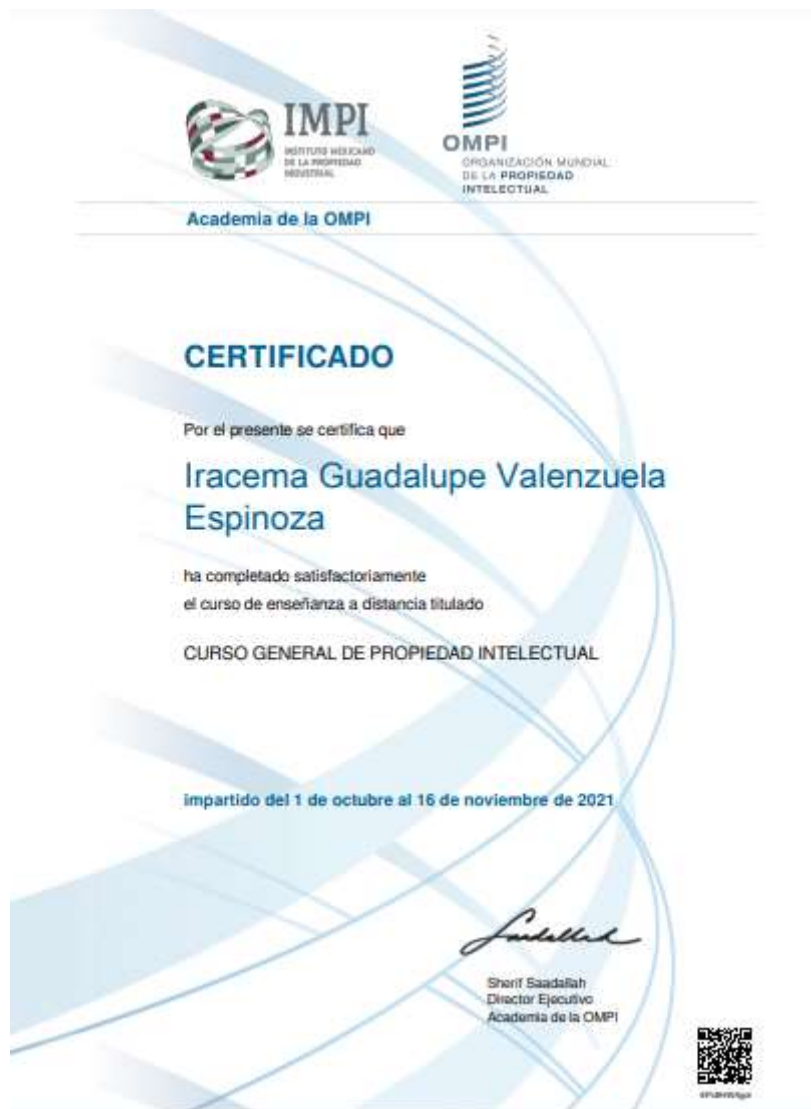 IMPI
INSTITUTO MEXICANO
DE LA PROPIEDAD
INDUSTRIAL
OMPI
ORGANIZACIÓN MUNDIAL
DE LA PROPIEDAD
INTELECTUAL
Academia de la OMPI
CERTIFICADO
Por el presente se certifica que
Iracema Guadalupe Valenzuela
Espinoza
ha completado satisfactoriamente
el curso de enseñanza a distancia titulado
CURSO GENERAL DE PROPIEDAD INTELECTUAL
impartido del 1 de octubre al 16 de noviembre de 2021
Saadallah
Sherif Saadallah
Director Ejecutivo
Academia de la OMPI